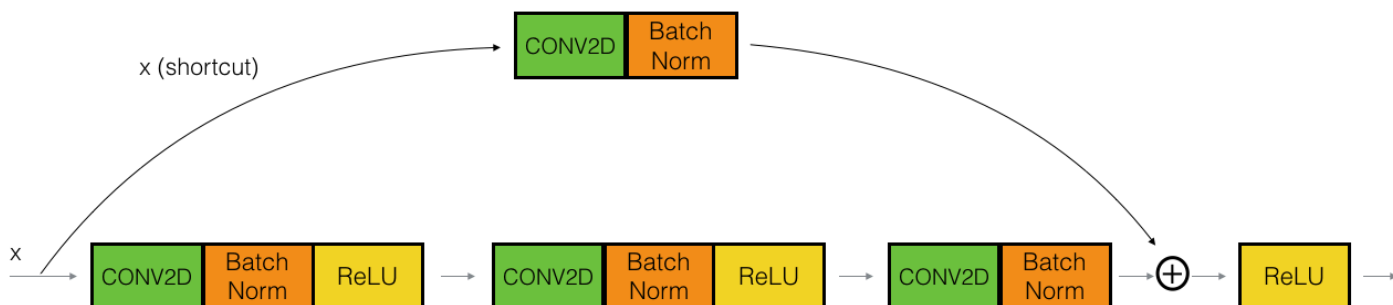 CONV2D
Batch
Norm
x (shortcut)
x
CONV2D
Batch
Norm
ReLU
CONV2D
Batch
Norm
ReLU
CONV2D
Batch
Norm
ReLU